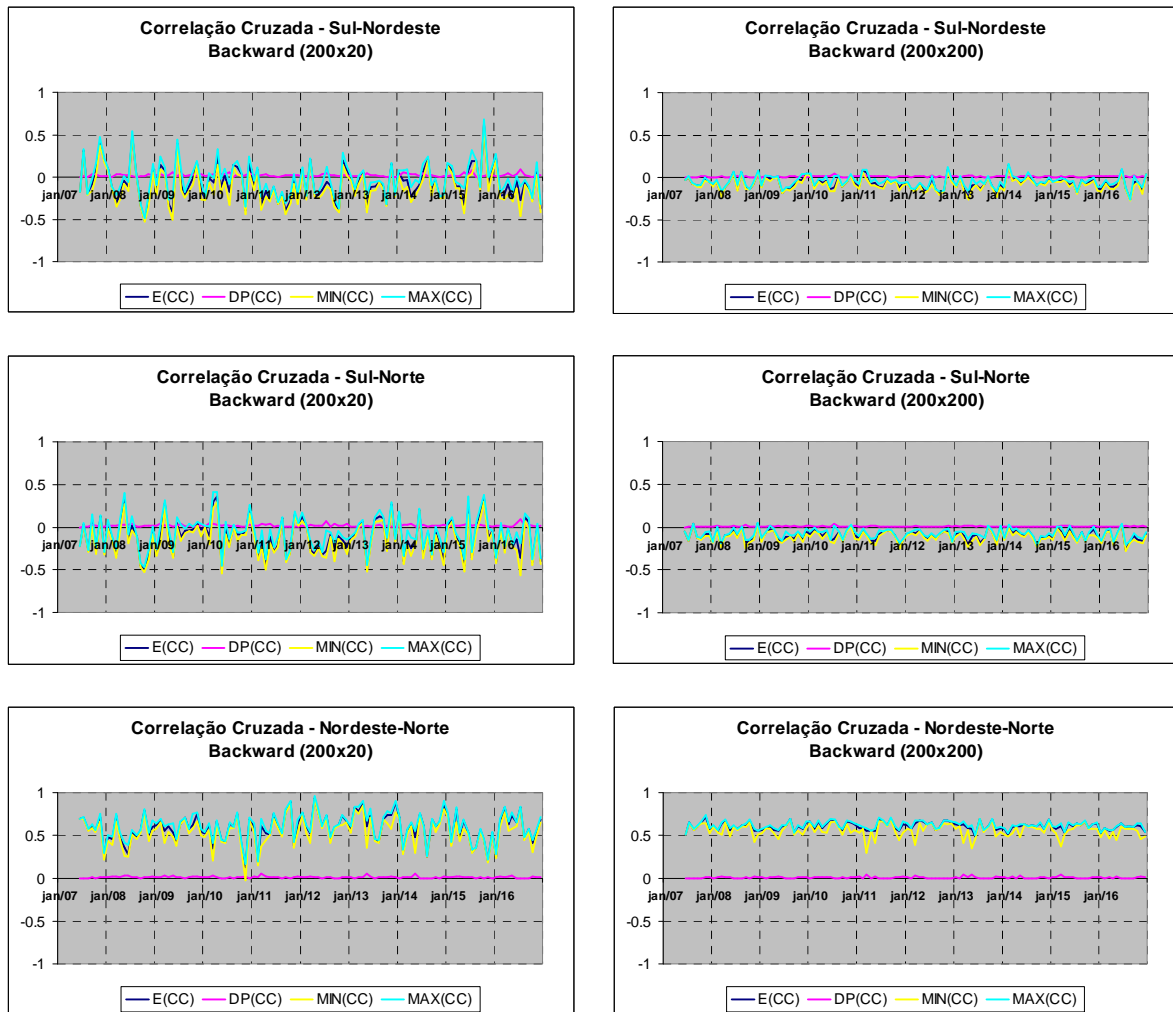 Correlação Cruzada - Sul-Nordeste
Backward (200x20)
1
0.5
0
-0.5
-1
jan/07 jan/08 jan/09 jan/10 jan/11 jan/12 jan/13 jan/14 jan/15 jan/16
E(CC) DP(CC) MIN(CC) MAX(CC)
Correlação Cruzada - Sul-Nordeste
Backward (200x200)
1
0.5
0
-0.5
-1
jan/07 jan/08 jan/09 jan/10 jan/11 jan/12 jan/13 jan/14 jan/15 jan/16
E(CC) DP(CC) MIN(CC) MAX(CC)
Correlação Cruzada - Sul-Norte
Backward (200x20)
1
0.5
0
-0.5
-1
jan/07 jan/08 jan/09 jan/10 jan/11 jan/12 jan/13 jan/14 jan/15 jan/16
E(CC) DP(CC) MIN(CC) MAX(CC)
Correlação Cruzada - Sul-Norte
Backward (200x200)
1
0.5
0
-0.5
-1
jan/07 jan/08 jan/09 jan/10 jan/11 jan/12 jan/13 jan/14 jan/15 jan/16
E(CC) DP(CC) MIN(CC) MAX(CC)
Correlação Cruzada - Nordeste-Norte
Backward (200x20)
1
0.5
0
-0.5
-1
jan/07 jan/08 jan/09 jan/10 jan/11 jan/12 jan/13 jan/14 jan/15 jan/16
E(CC) DP(CC) MIN(CC) MAX(CC)
Correlação Cruzada - Nordeste-Norte
Backward (200x200)
1
0.5
0
-0.5
-1
jan/07 jan/08 jan/09 jan/10 jan/11 jan/12 jan/13 jan/14 jan/15 jan/16
E(CC) DP(CC) MIN(CC) MAX(CC)